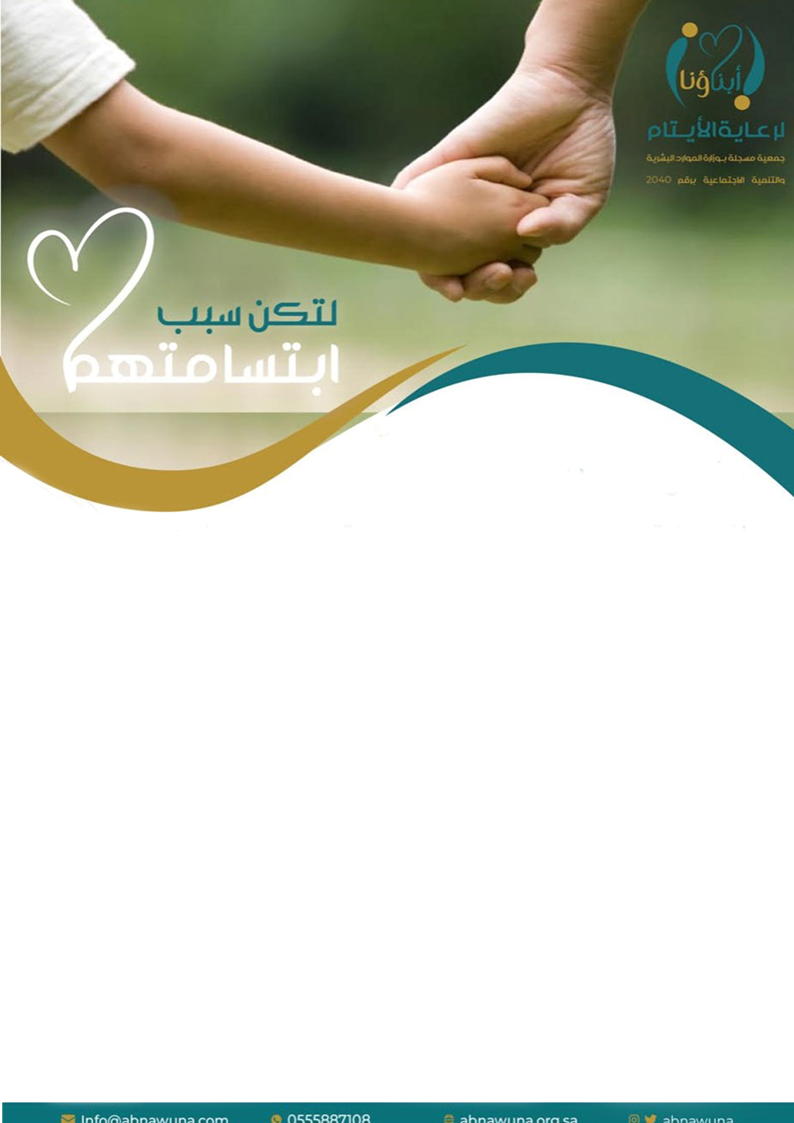 أبناؤنا
لرعاية الأيتام
جمعية مسجلة بوزارة الموارد البشرية
والتنمية الاجتماعية برقم 2040
لتكن سبب
ابتسامتهم
Info@abnawuna.com
0555887108
abnawuna.org.sa
abnawuna